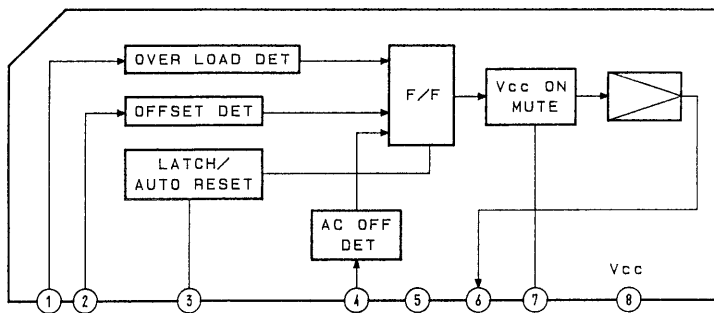 OVER LOAD DET
F/F
Vcc ON
MUTE
OFFSET DET
LATCH/
AUTO RESET
AC OFF
DET
Vcc
1 2 3 4 5 6 7 8